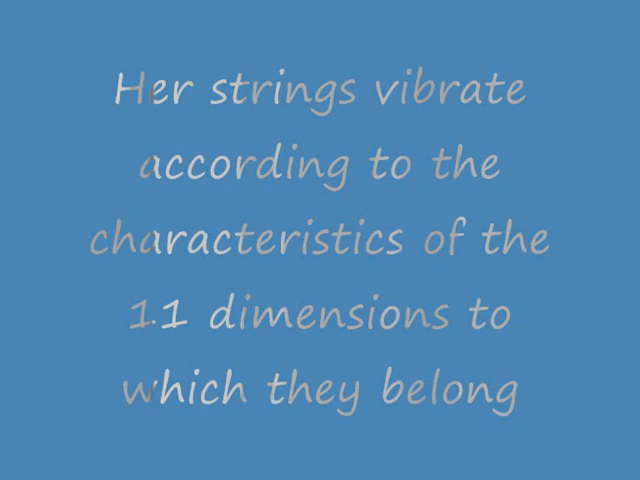 Her strings vibrate
according to the
characteristics of the
11 dimensions to
which they belong